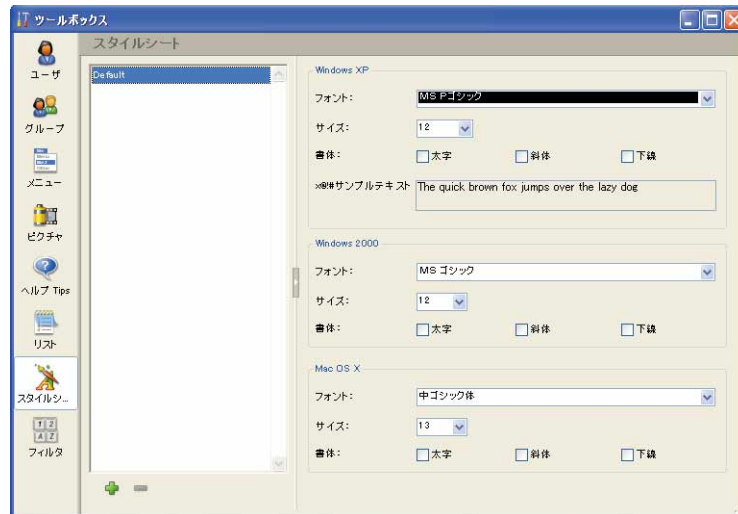 ツールボックス
スタイルシート
ユーザ
グループ
メニュー
ピクチャ
ヘルプ Tips
リスト
スタイルシ...
フィルタ
Default
Windows XP
フォント:
MS Pゴシック
サイズ:
12
書体:
太字
斜体
下線
x@!#サンプルテキスト
The quick brown fox jumps over the lazy dog
Windows 2000
フォント:
MS ゴシック
サイズ:
12
書体:
太字
斜体
下線
Mac OS X
フォント:
中ゴシック体
サイズ:
13
書体:
太字
斜体
下線